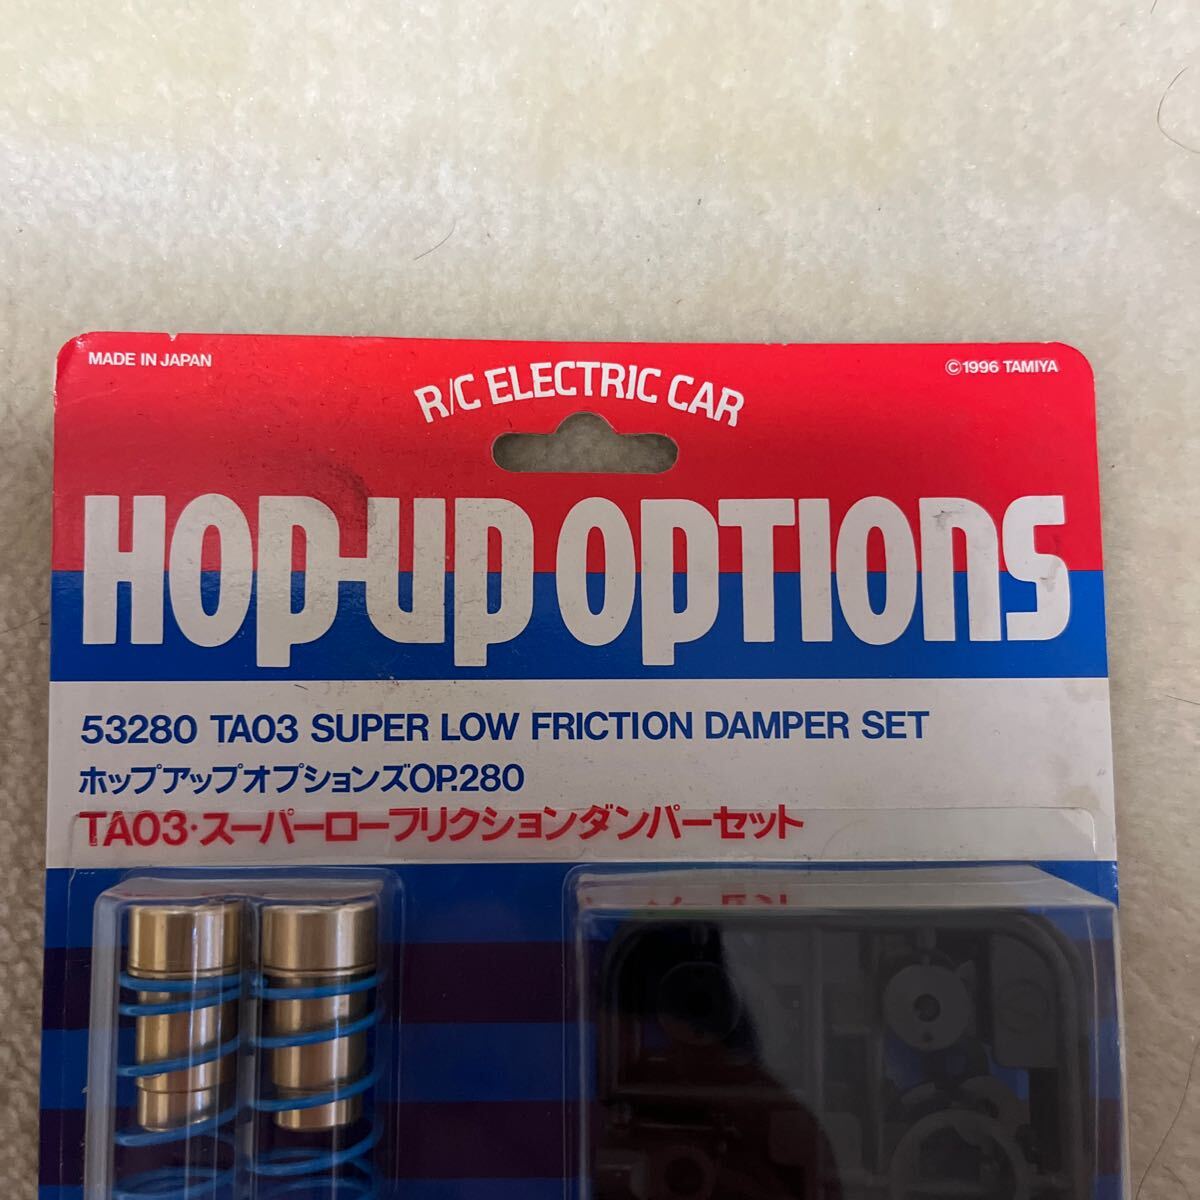 MADE IN JAPAN
R/C ELECTRIC CAR
©1996 TAMIYA
HOP-UP OPTIONS
53280 TA03 SUPER LOW FRICTION DAMPER SET
ホップアップオプションズOP.280
TA03・スーパーローフリクションダンパーセット